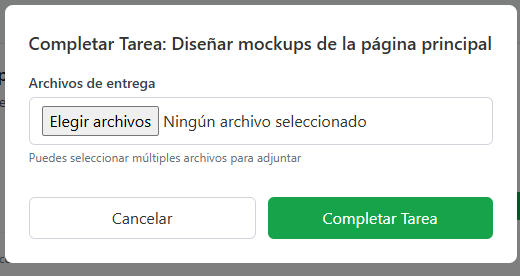 Completar Tarea: Diseñar mockups de la página principal
Archivos de entrega
Elegir archivos Ningún archivo seleccionado
Puedes seleccionar múltiples archivos para adjuntar
Cancelar
Completar Tarea